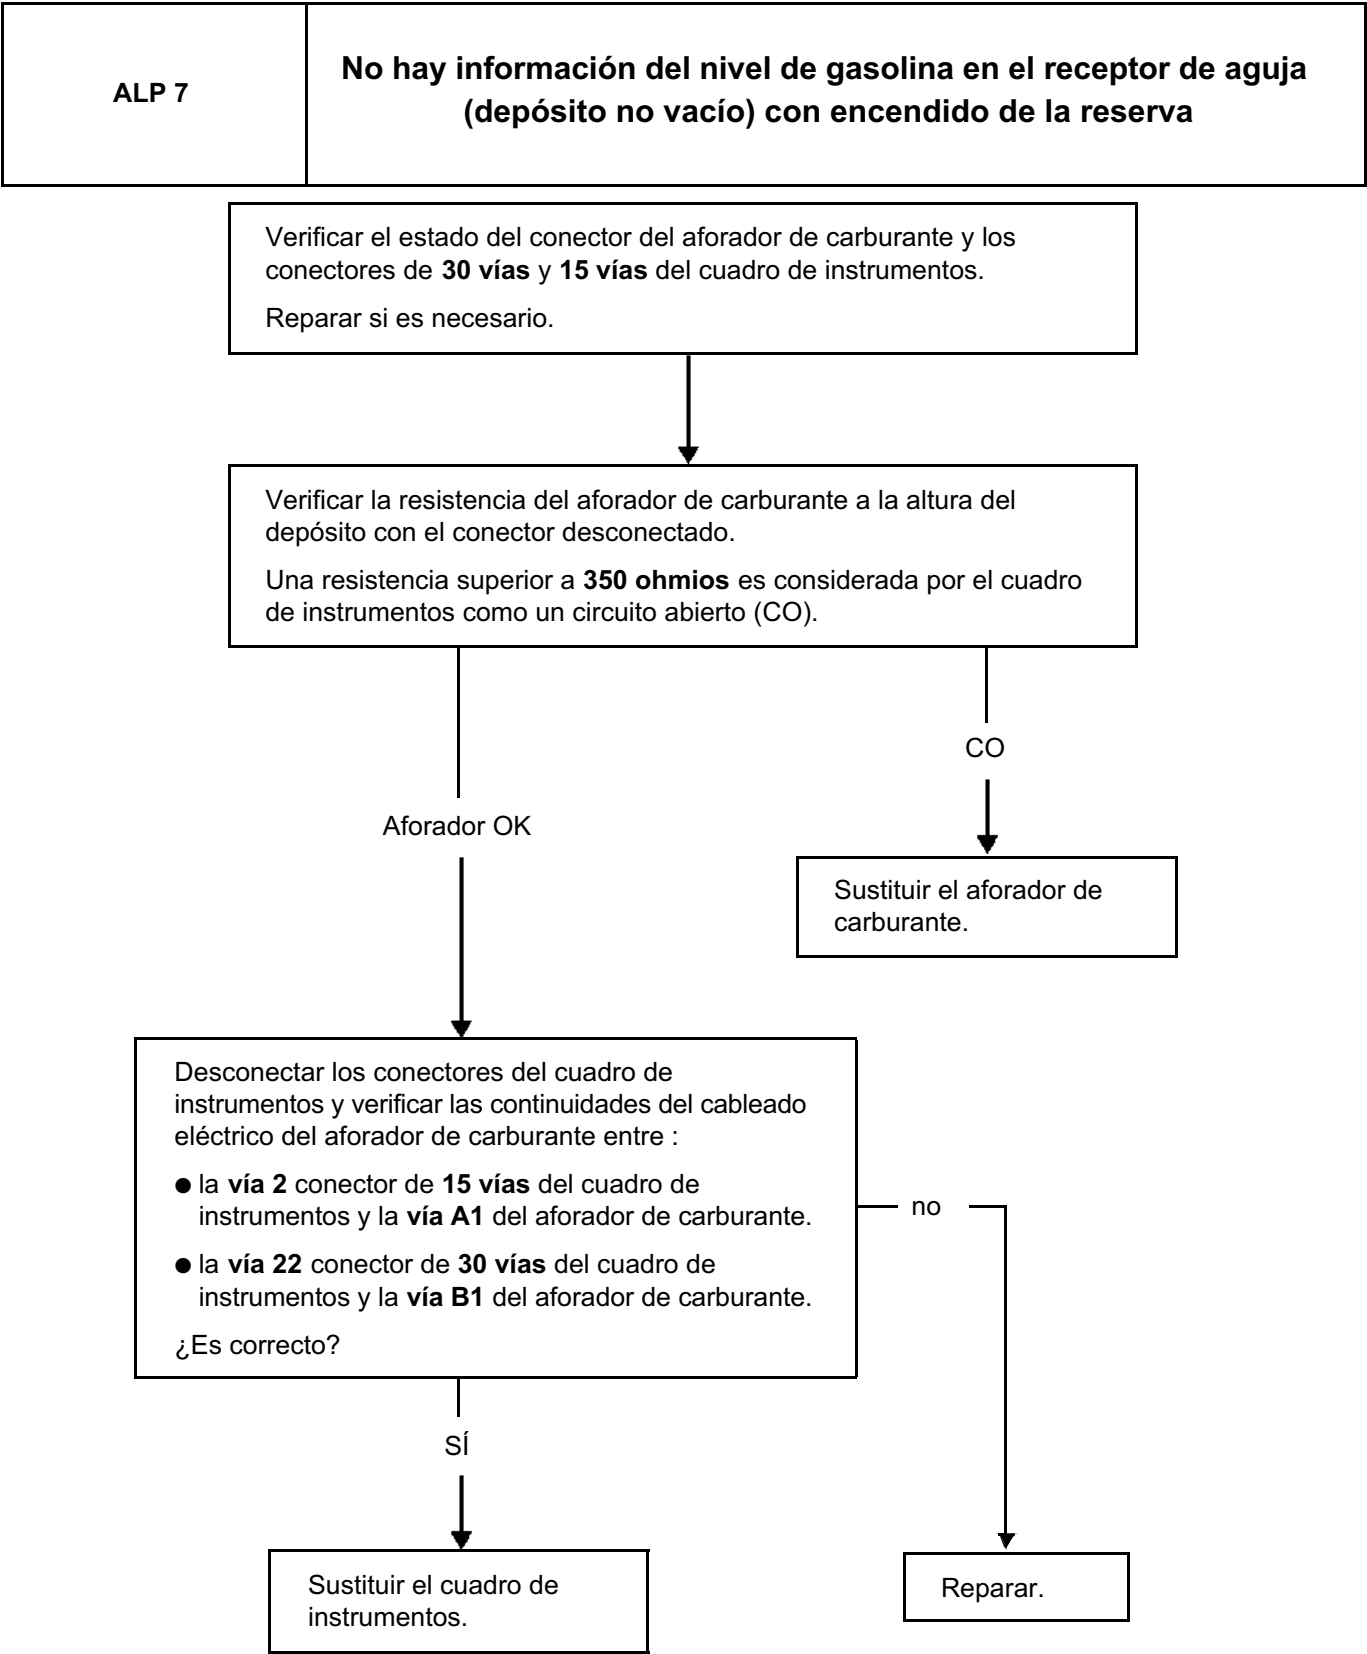 ALP 7
No hay información del nivel de gasolina en el receptor de aguja
(depósito no vacío) con encendido de la reserva
Verificar el estado del conector del aforador de carburante y los
conectores de 30 vías y 15 vías del cuadro de instrumentos.
Reparar si es necesario.
Verificar la resistencia del aforador de carburante a la altura del
depósito con el conector desconectado.
Una resistencia superior a 350 ohmios es considerada por el cuadro
de instrumentos como un circuito abierto (CO).
CO
Aforador OK
Sustituir el aforador de
carburante.
Desconectar los conectores del cuadro de
instrumentos y verificar las continuidades del cableado
eléctrico del aforador de carburante entre :
● la vía 2 conector de 15 vías del cuadro de
instrumentos y la vía A1 del aforador de carburante.
● la vía 22 conector de 30 vías del cuadro de
instrumentos y la vía B1 del aforador de carburante.
¿Es correcto?
no
SÍ
Sustituir el cuadro de
instrumentos.
Reparar.